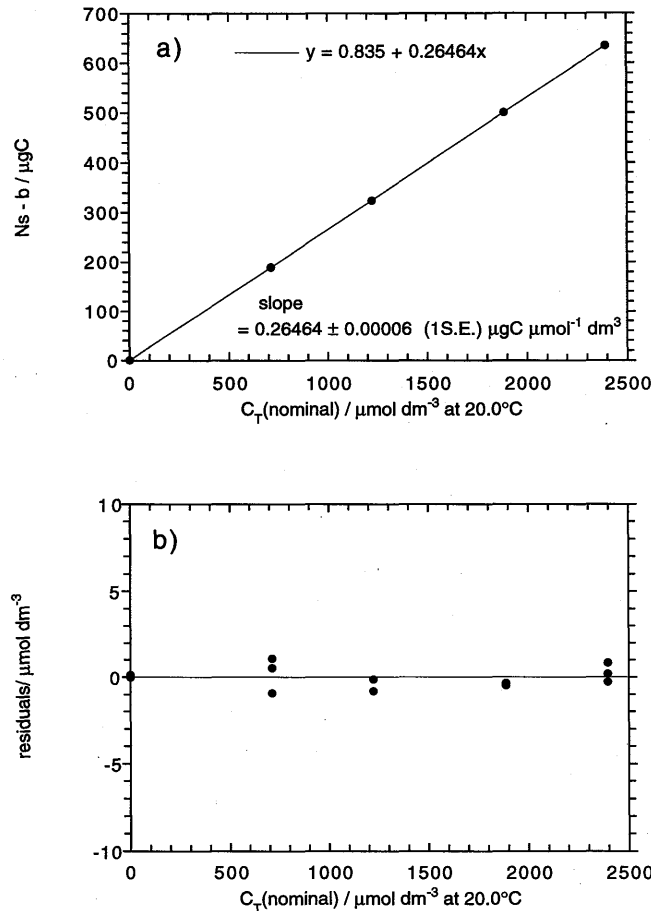 700
600
500
400
300
200
100
0
Ns - b / μgC
a)
y = 0.835 + 0.26464x
slope
= 0.26464 ± 0.00006 (1S.E.) μgC μmol⁻¹ dm³
0 500 1000 1500 2000 2500
C_T(nominal) / μmol dm⁻³ at 20.0°C
10
5
0
-5
-10
residuals/ μmol dm⁻³
b)
0 500 1000 1500 2000 2500
C_T(nominal) / μmol dm⁻³ at 20.0°C